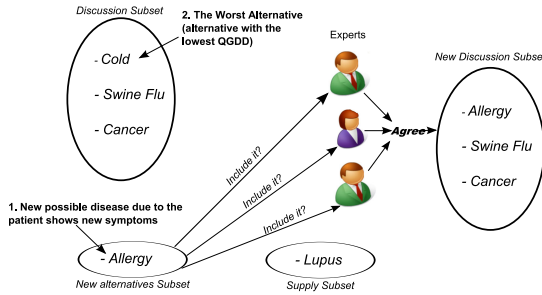 Discussion Subset
2. The Worst Alternative
(alternative with the
lowest QGDD)
- Cold
- Swine Flu
- Cancer
Experts
New Discussion Subset
- Allergy
- Swine Flu
- Cancer
Agree
Include it?
Include it?
Include it?
1. New possible disease due to the
patient shows new symptoms
- Allergy
New alternatives Subset
- Lupus
Supply Subset